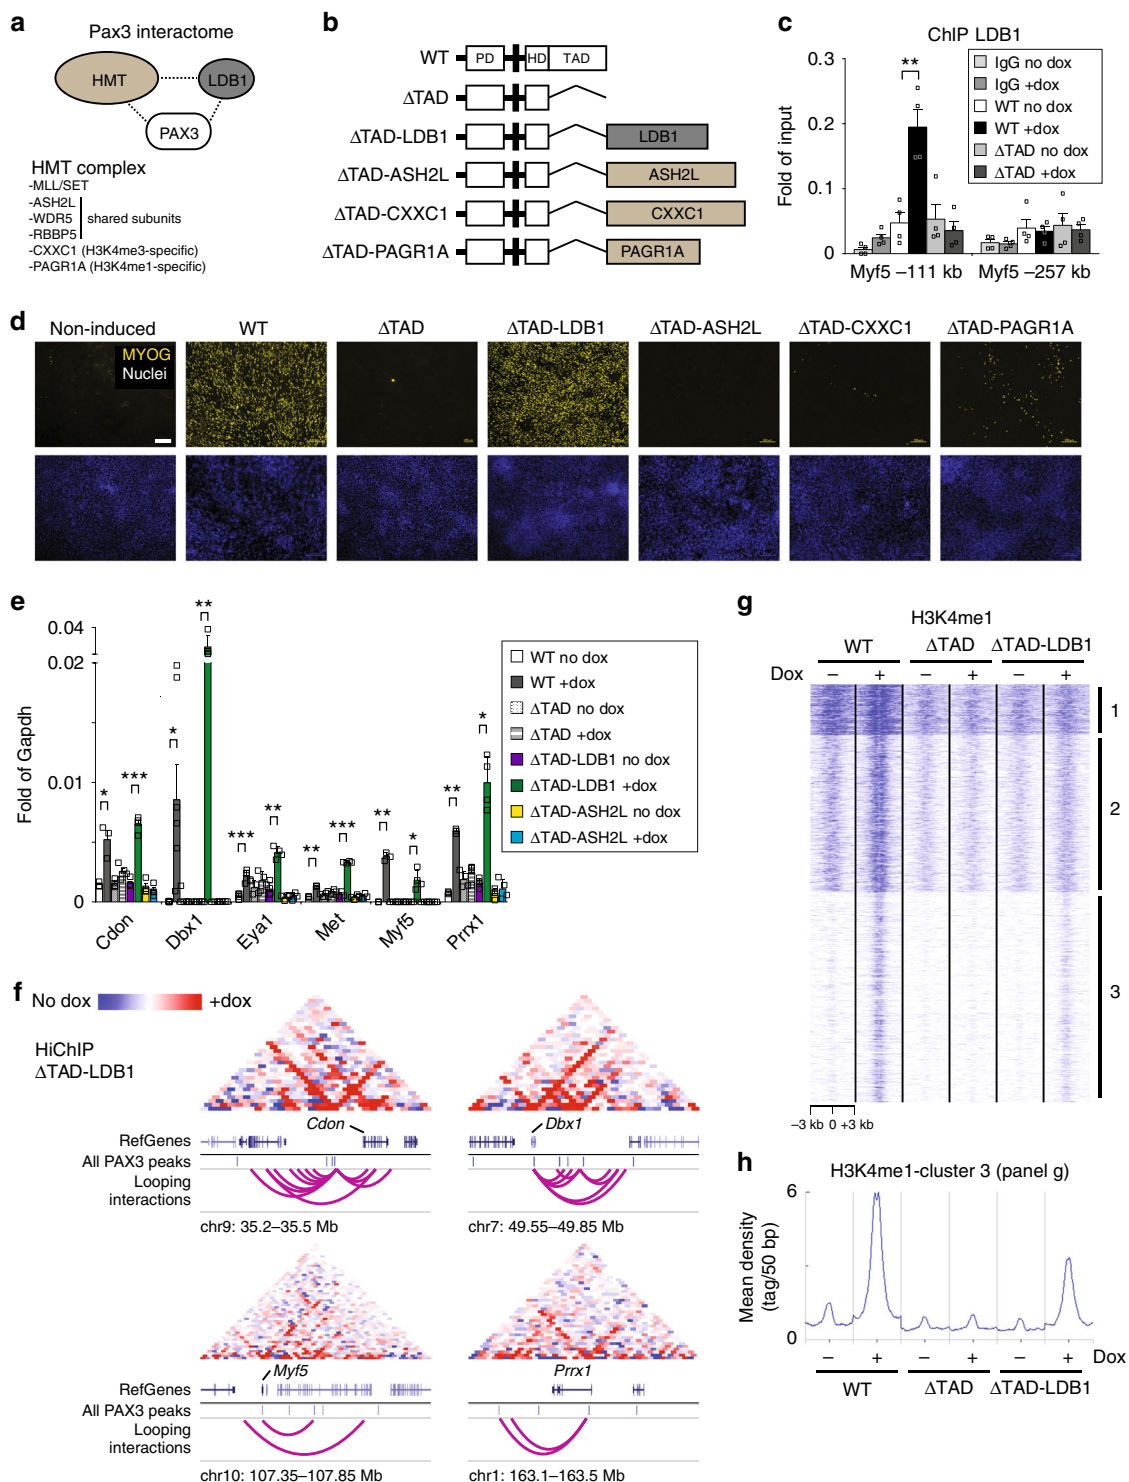 a
Pax3 interactome
HMT
LDB1
PAX3
HMT complex
-MLL/SET
-ASH2L
-WDR5
-RBBP5
shared subunits
-CXXC1 (H3K4me3-specific)
-PAGR1A (H3K4me1-specific)
b
WT
PD
HD
TAD
ΔTAD
ΔTAD-LDB1
LDB1
ΔTAD-ASH2L
ASH2L
ΔTAD-CXXC1
CXXC1
ΔTAD-PAGR1A
PAGR1A
c
ChIP LDB1
Fold of input
0.3
0.2
0.1
0
**
IgG no dox
IgG +dox
WT no dox
WT +dox
ΔTAD no dox
ΔTAD +dox
Myf5 –111 kb
Myf5 –257 kb
d
Non-induced
WT
ΔTAD
ΔTAD-LDB1
ΔTAD-ASH2L
ΔTAD-CXXC1
ΔTAD-PAGR1A
MYOG
Nuclei
e
Fold of Gapdh
0.04
0.02
0.01
0
* *** * ** *** ** ** *** ** * ** *
WT no dox
WT +dox
ΔTAD no dox
ΔTAD +dox
ΔTAD-LDB1 no dox
ΔTAD-LDB1 +dox
ΔTAD-ASH2L no dox
ΔTAD-ASH2L +dox
Cdon
Dbx1
Eya1
Met
Myf5
Prrx1
f
No dox
+dox
HiChIP
ΔTAD-LDB1
Cdon
Dbx1
RefGenes
All PAX3 peaks
Looping
interactions
chr9: 35.2–35.5 Mb
chr7: 49.55–49.85 Mb
Myf5
Prrx1
RefGenes
All PAX3 peaks
Looping
interactions
chr10: 107.35–107.85 Mb
chr1: 163.1–163.5 Mb
g
H3K4me1
WT
ΔTAD
ΔTAD-LDB1
Dox – + – + – +
1
2
3
–3 kb 0 +3 kb
h
H3K4me1-cluster 3 (panel g)
Mean density
(tag/50 bp)
6
3
0
– + – + – + Dox
WT
ΔTAD
ΔTAD-LDB1